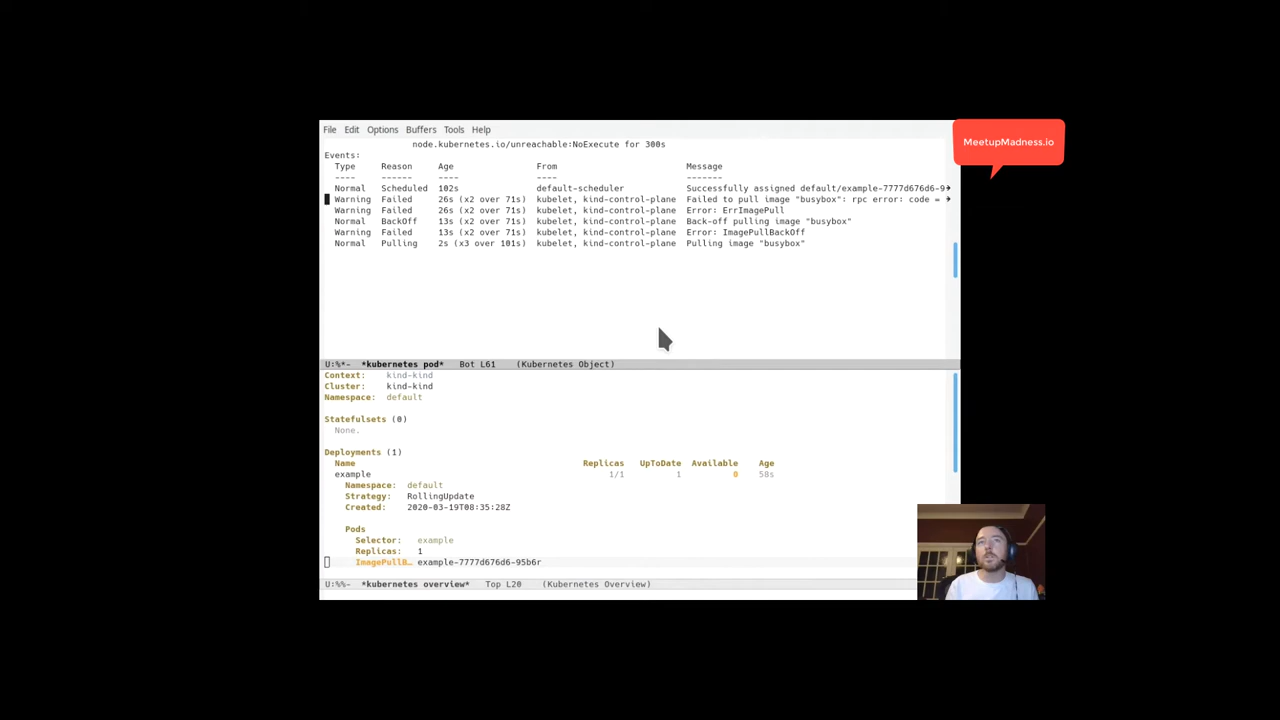 File Edit Options Buffers Tools Help
MeetupMadness.io
node.kubernetes.io/unreachable:NoExecute for 300s
Events:
Type Reason Age From Message
---- ------ ---- ---- -------
Normal Scheduled 102s default-scheduler Successfully assigned default/example-7777d676d6-9
Warning Failed 26s (x2 over 71s) kubelet, kind-control-plane Failed to pull image "busybox": rpc error: code =
Warning Failed 26s (x2 over 71s) kubelet, kind-control-plane Error: ErrImagePull
Normal BackOff 13s (x2 over 71s) kubelet, kind-control-plane Back-off pulling image "busybox"
Warning Failed 13s (x2 over 71s) kubelet, kind-control-plane Error: ImagePullBackOff
Normal Pulling 2s (x3 over 101s) kubelet, kind-control-plane Pulling image "busybox"
U:%*- *kubernetes pod* Bot L61 (Kubernetes Object)
Context: kind-kind
Cluster: kind-kind
Namespace: default
Statefulsets (0)
None.
Deployments (1)
Name Replicas UpToDate Available Age
example 1/1 1 0 58s
Namespace: default
Strategy: RollingUpdate
Created: 2020-03-19T08:35:28Z
Pods
Selector: example
Replicas: 1
ImagePullB… example-7777d676d6-95b6r
U:%%- *kubernetes overview* Top L20 (Kubernetes Overview)